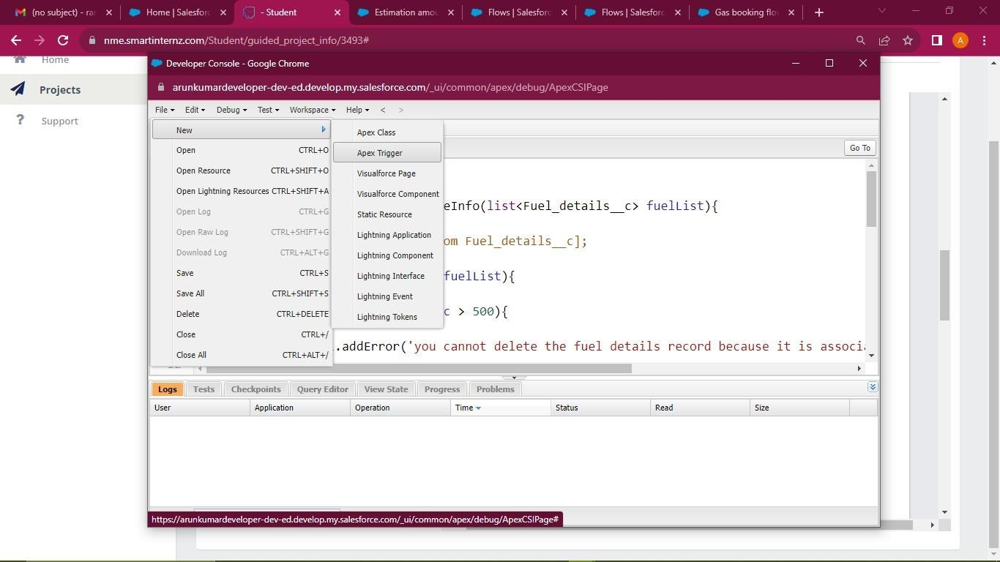 (no subject) - rar
Home | Salesforc
- Student
Estimation amou
Flows | Salesforc
Flows | Salesforc
Gas booking flow
nme.smartinternz.com/Student/guided_project_info/3493#
A
Home
Projects
Support
Developer Console - Google Chrome
arunkumardeveloper-dev-ed.develop.my.salesforce.com/_ui/common/apex/debug/ApexCSIPage
File Edit Debug Test Workspace Help < >
New
Open CTRL+O
Open Resource CTRL+SHIFT+O
Open Lightning Resources CTRL+SHIFT+A
Open Log CTRL+G
Open Raw Log CTRL+SHIFT+G
Download Log CTRL+ALT+G
Save CTRL+S
Save All CTRL+SHIFT+S
Delete CTRL+DELETE
Close CTRL+/
Close All CTRL+ALT+/
Apex Class
Apex Trigger
Visualforce Page
Visualforce Component
Static Resource
Lightning Application
Lightning Component
Lightning Interface
Lightning Event
Lightning Tokens
Go To
eInfo(list<Fuel_details__c> fuelList){
om Fuel_details__c];
fuelList){
c > 500){
.addError('you cannot delete the fuel details record because it is associa
Logs Tests Checkpoints Query Editor View State Progress Problems
User Application Operation Time Status Read Size
https://arunkumardeveloper-dev-ed.develop.my.salesforce.com/_ui/common/apex/debug/ApexCSIPage#